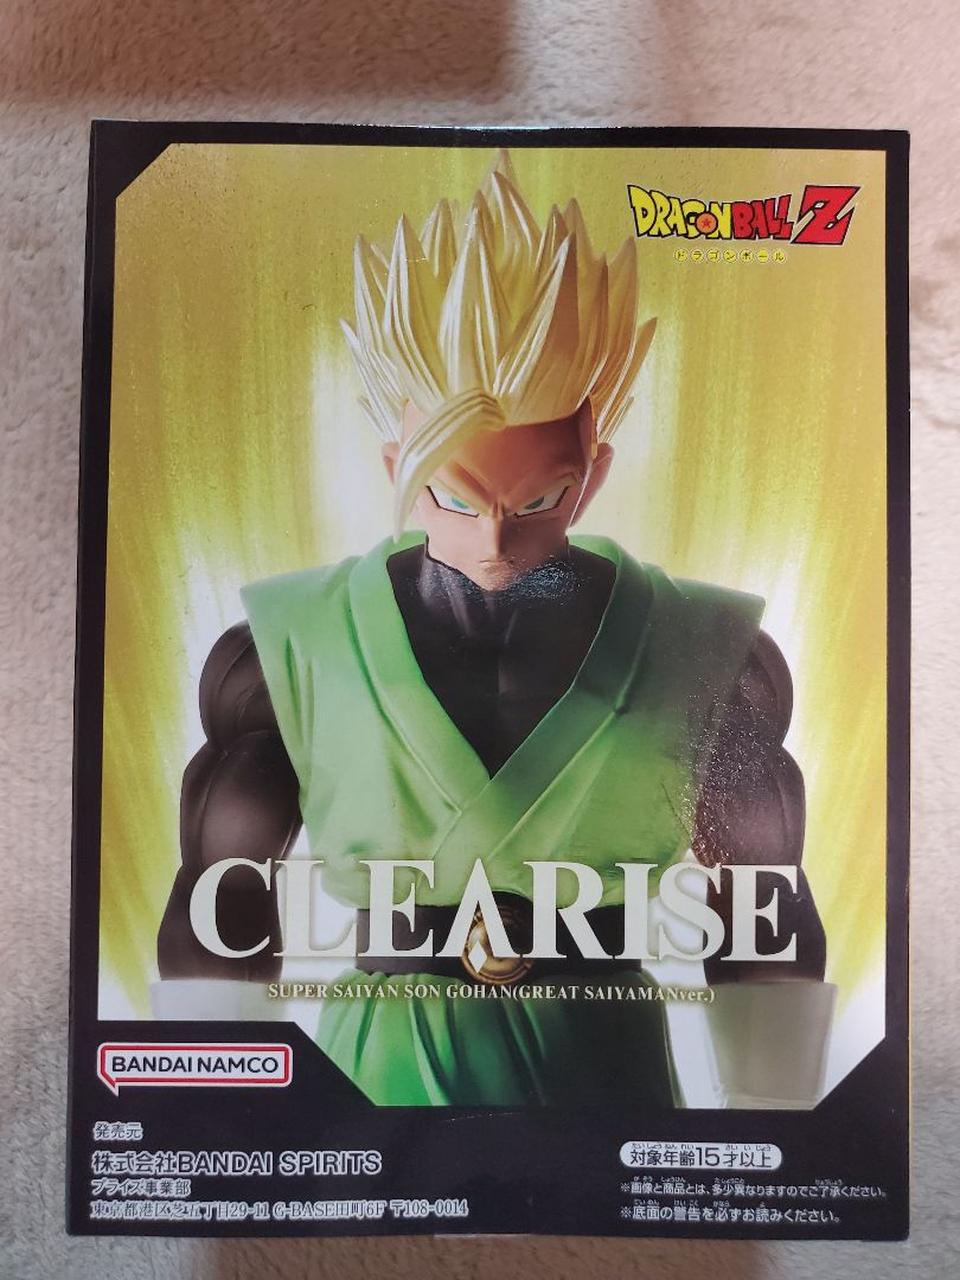 DRAGONBALL Z
ドラゴンボール
CLEARISE
SUPER SAIYAN SON GOHAN(GREAT SAIYAMANver.)
BANDAI NAMCO
発売元
株式会社BANDAI SPIRITS
プライズ事業部
東京都港区芝五丁目29-11 G-BASE田町6F 〒108-0014
対象年齢15才以上
※画像と商品とは、多少異なりますのでご了承ください。
※底面の警告を必ずお読みください。